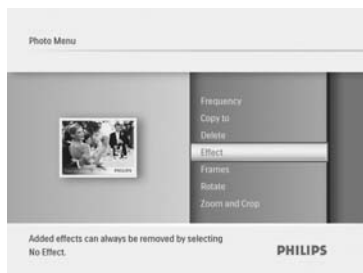 Photo Menu
Frequency
Copy to
Delete
Effect
Frames
Rotate
Zoom and Crop
PHILIPS
Added effects can always be removed by selecting
No Effect.
PHILIPS